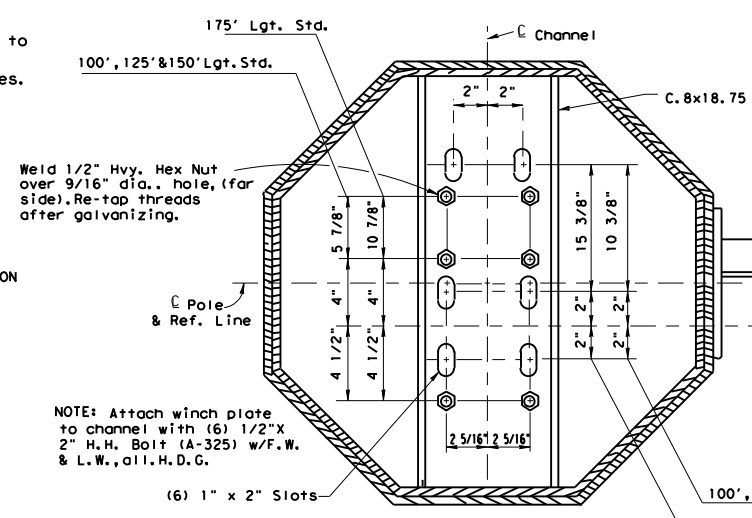 to
es.
175' Lgt. Std.
100',125'&150'Lgt.Std.
℄ Channel
2" 2"
C.8x18.75
Weld 1/2" Hvy. Hex Nut
over 9/16" dia.. hole,(far
side).Re-tap threads
after galvanizing.
5 7/8" 10 7/8" 15 3/8" 10 3/8"
ON
℄ Pole
& Ref. Line
4" 4" 2" 2"
4 1/2" 4 1/2" 2" 2"
NOTE: Attach winch plate
to channel with (6) 1/2"X
2" H.H. Bolt (A-325) w/F.W.
& L.W.,all.H.D.G.
2 5/16" 2 5/16"
(6) 1" x 2" Slots
100',